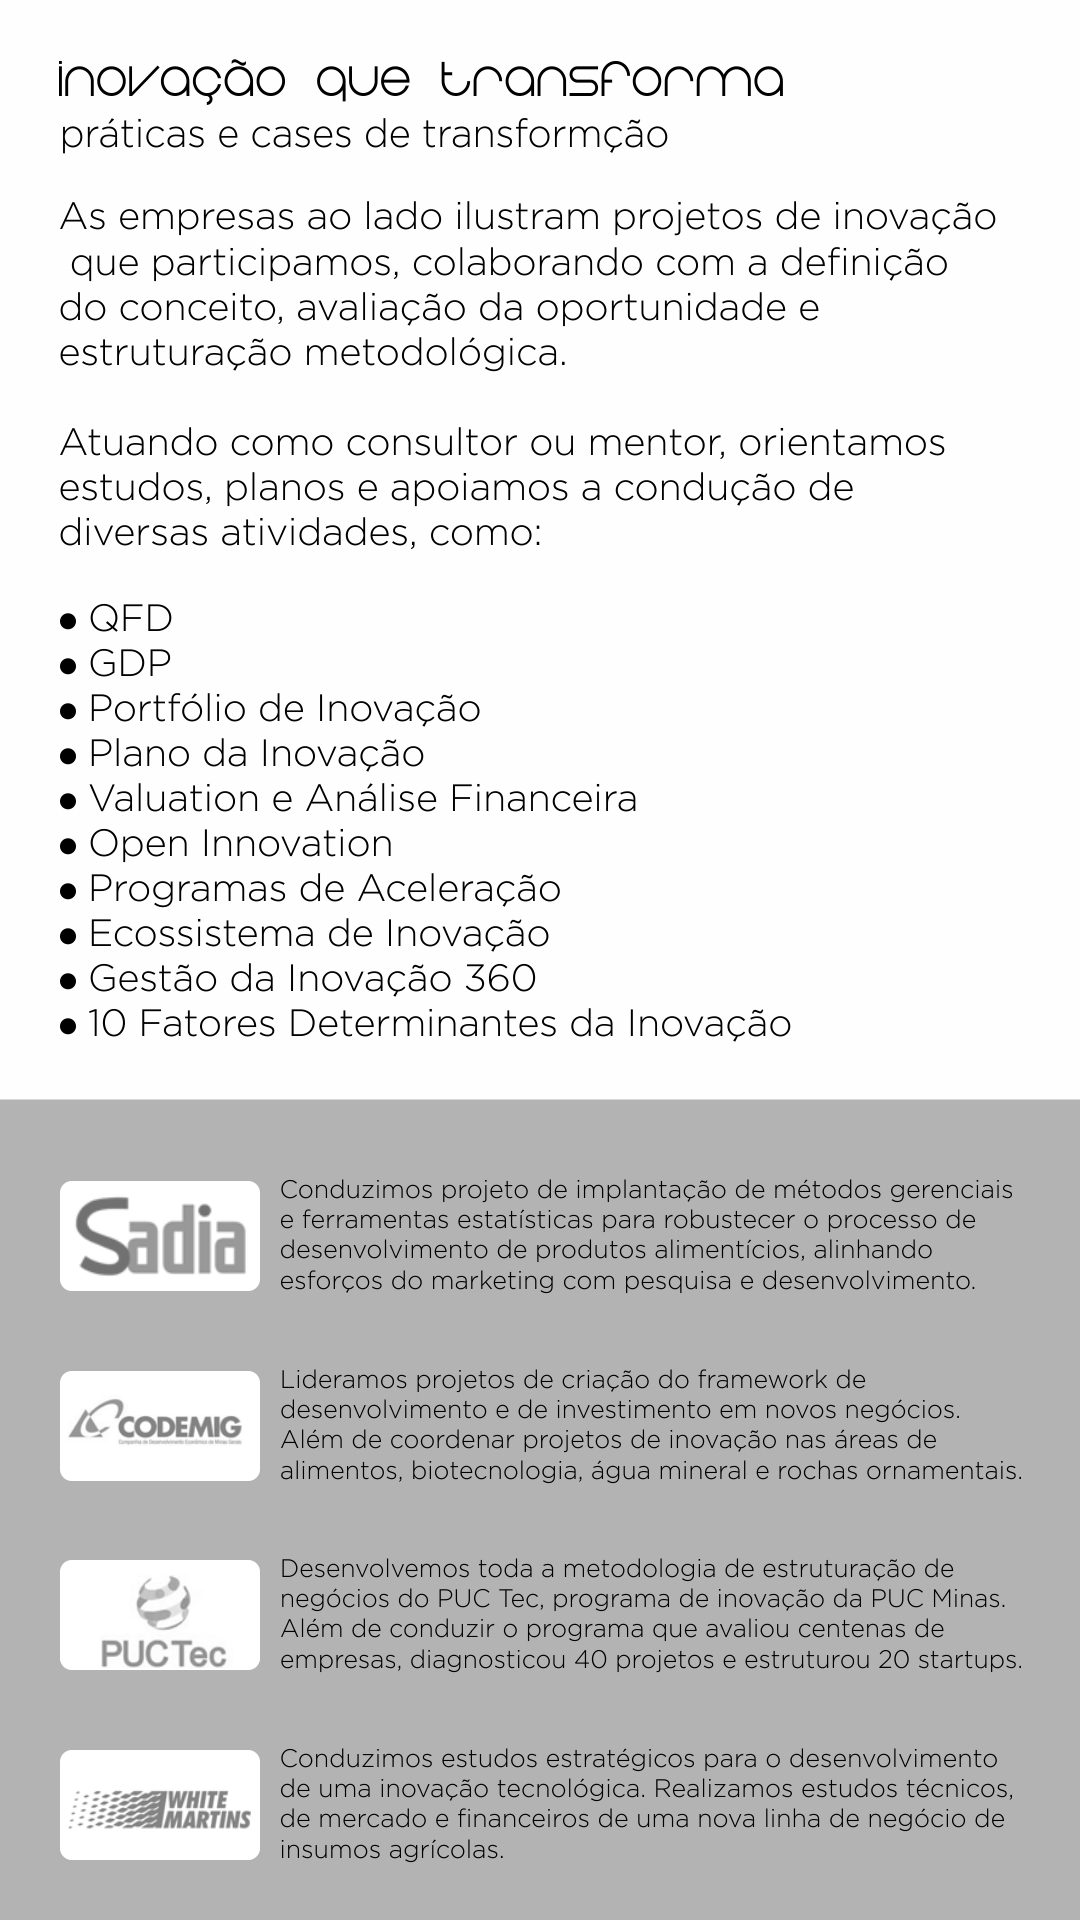 inovação que transforma
práticas e cases de transformção
As empresas ao lado ilustram projetos de inovação
que participamos, colaborando com a definição
do conceito, avaliação da oportunidade e
estruturação metodológica.
Atuando como consultor ou mentor, orientamos
estudos, planos e apoiamos a condução de
diversas atividades, como:
• QFD
• GDP
• Portfólio de Inovação
• Plano da Inovação
• Valuation e Análise Financeira
• Open Innovation
• Programas de Aceleração
• Ecossistema de Inovação
• Gestão da Inovação 360
• 10 Fatores Determinantes da Inovação
Sadia
Conduzimos projeto de implantação de métodos gerenciais
e ferramentas estatísticas para robustecer o processo de
desenvolvimento de produtos alimentícios, alinhando
esforços do marketing com pesquisa e desenvolvimento.
CODEMIG
Companhia de Desenvolvimento Econômico de Minas Gerais
Lideramos projetos de criação do framework de
desenvolvimento e de investimento em novos negócios.
Além de coordenar projetos de inovação nas áreas de
alimentos, biotecnologia, água mineral e rochas ornamentais.
PUC Tec
Desenvolvemos toda a metodologia de estruturação de
negócios do PUC Tec, programa de inovação da PUC Minas.
Além de conduzir o programa que avaliou centenas de
empresas, diagnosticou 40 projetos e estruturou 20 startups.
WHITE
MARTINS
Conduzimos estudos estratégicos para o desenvolvimento
de uma inovação tecnológica. Realizamos estudos técnicos,
de mercado e financeiros de uma nova linha de negócio de
insumos agrícolas.